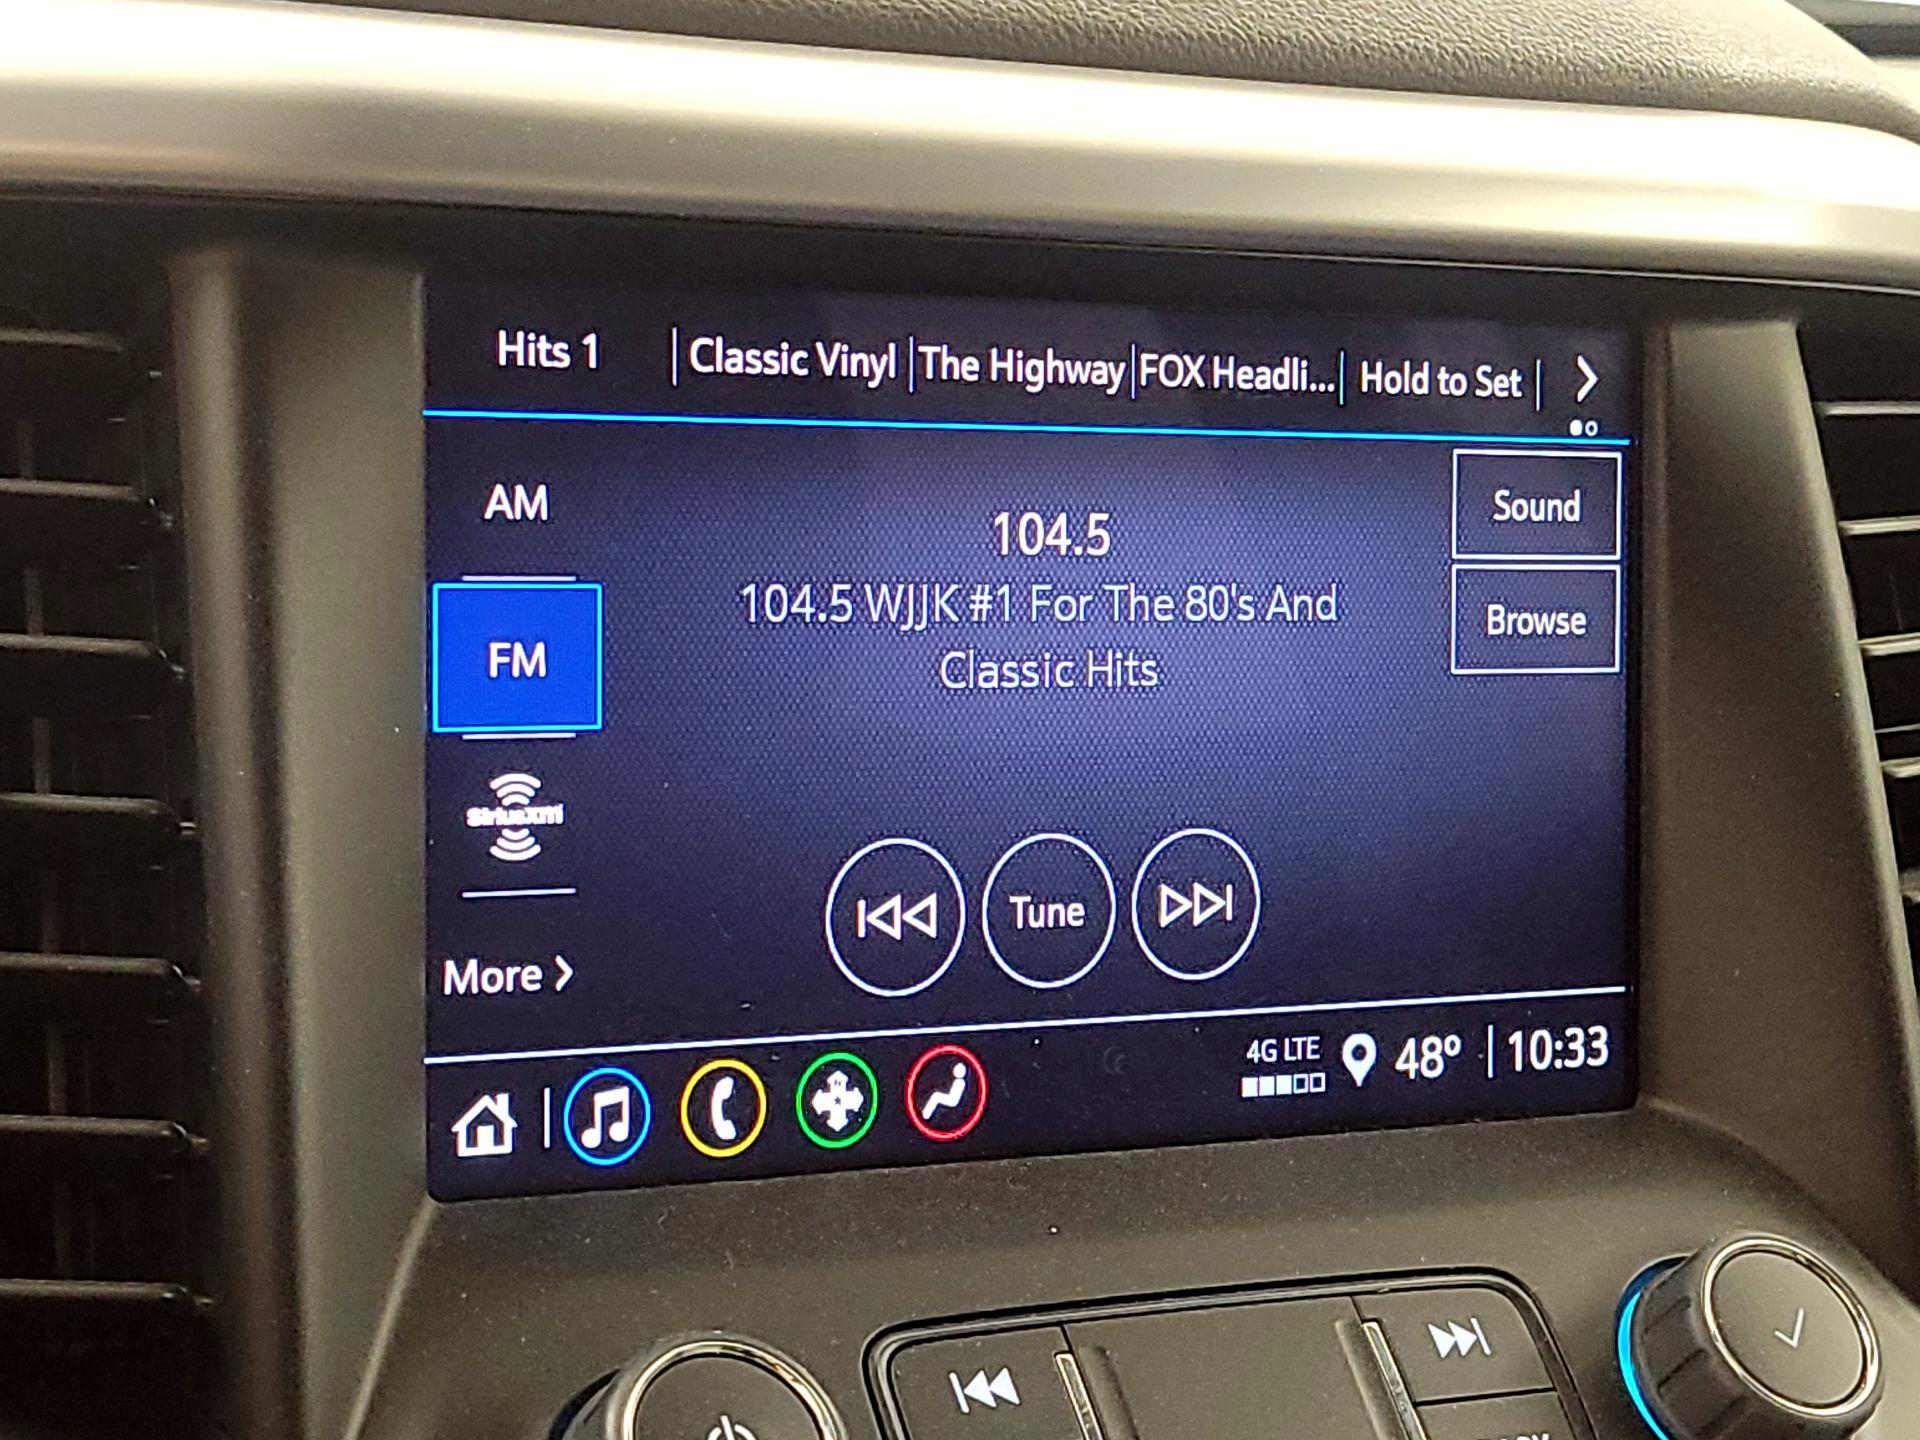 Hits 1 Classic Vinyl The Highway FOX Headli... Hold to Set
AM
104.5
Sound
104.5 WJJK #1 For The 80's And
Classic Hits
Browse
FM
SiriusXM
Tune
More
4G LTE 48° 10:33